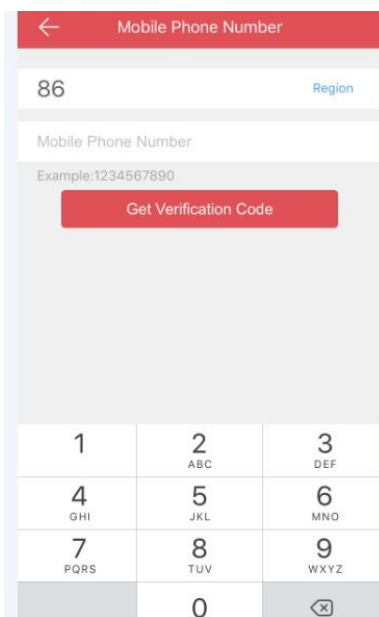 Mobile Phone Number
86 Region
Mobile Phone Number
Example:1234567890
Get Verification Code
1 2 3
ABC DEF
4 5 6
GHI JKL MNO
7 8 9
PQRS TUV WXYZ
0